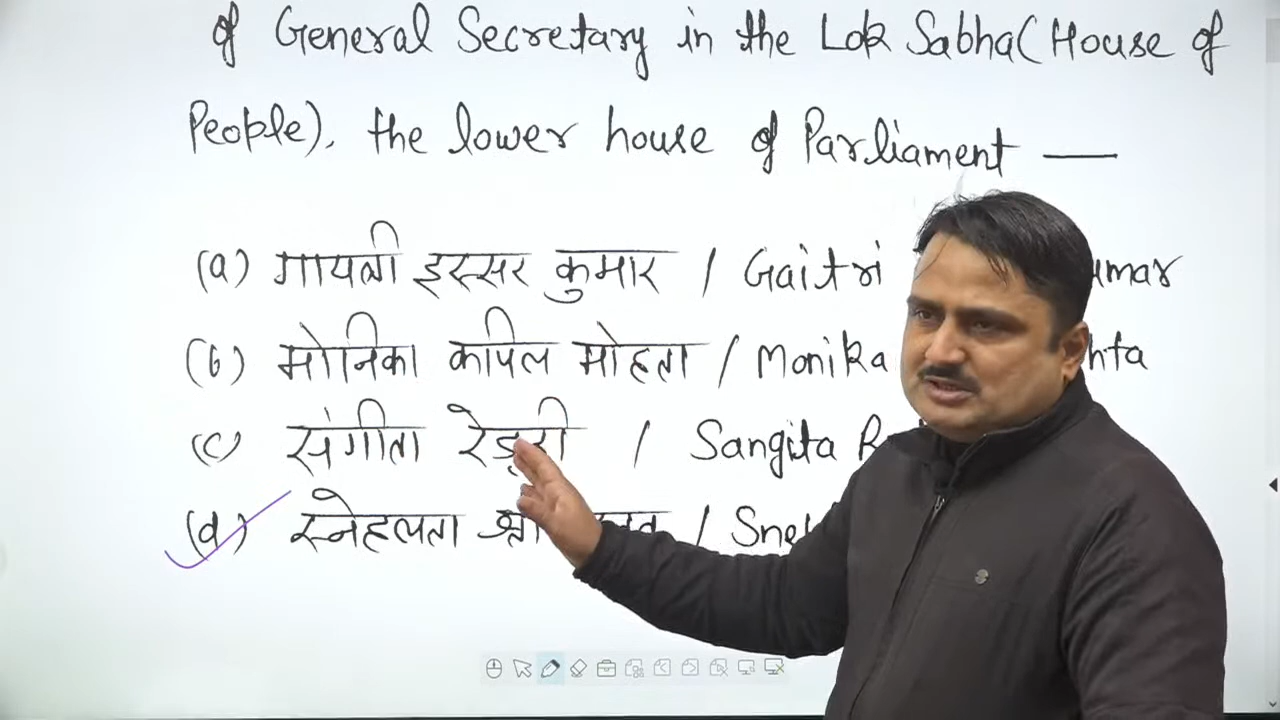 of General Secretary in the Lok Sabha (House of
People), the lower house of Parliament —
(a) गायत्री इस्सर कुमार / Gaitri
(b) मोनिका कपिल मोहता / Monika
(c) संगीता रेड्डी / Sangita
(d) स्नेहलता /